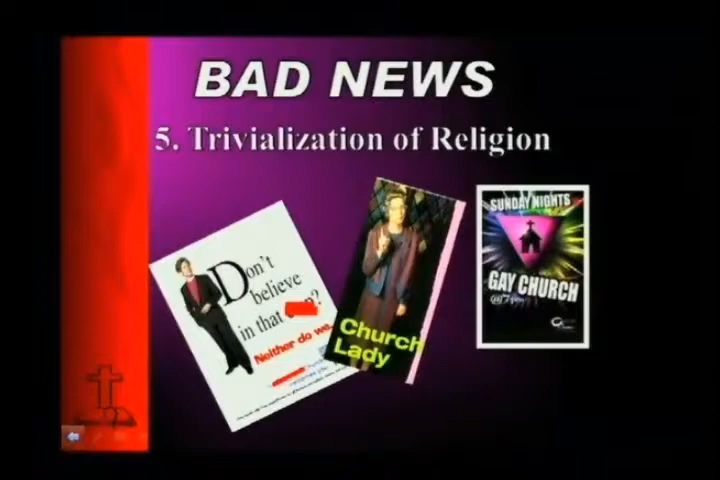 BAD NEWS
5. Trivialization of Religion
Don't
believe
in that
Neither do we.
Church
Lady
SUNDAY NIGHTS
GAY CHURCH
@7pm